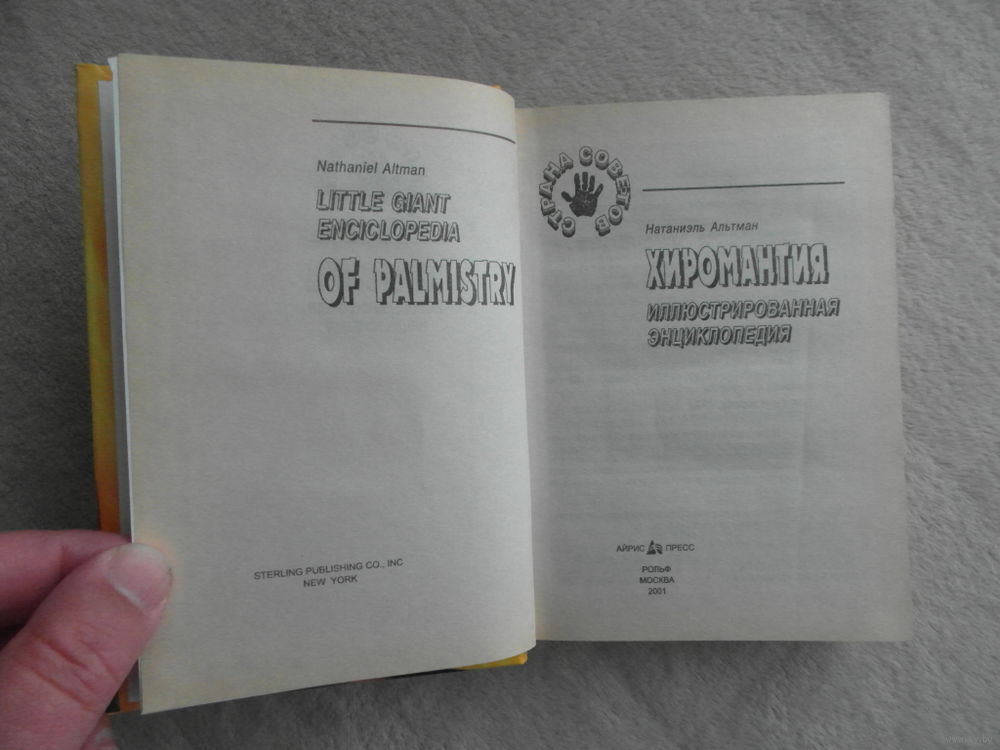 Nathaniel Altman
LITTLE GIANT
ENCICLOPEDIA
OF PALMISTRY
STERLING PUBLISHING CO., INC
NEW YORK
СТРАНА СОВЕТОВ
Натаниэль Альтман
ХИРОМАНТИЯ
ИЛЛЮСТРИРОВАННАЯ
ЭНЦИКЛОПЕДИЯ
АЙРИС ПРЕСС
РОЛЬФ
МОСКВА
2001